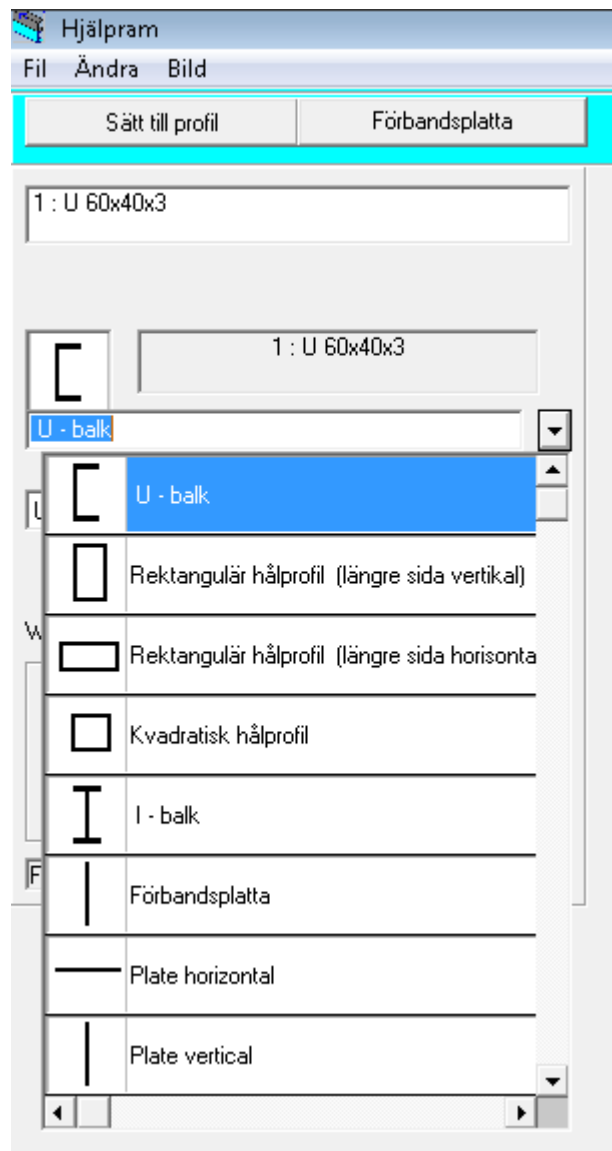 Hjälpram
Fil Ändra Bild
Sätt till profil Förbandsplatta
1 : U 60x40x3
1 : U 60x40x3
U - balk
U - balk
Rektangulär hålprofil (längre sida vertikal)
Rektangulär hålprofil (längre sida horisonta
Kvadratisk hålprofil
I - balk
Förbandsplatta
Plate horizontal
Plate vertical